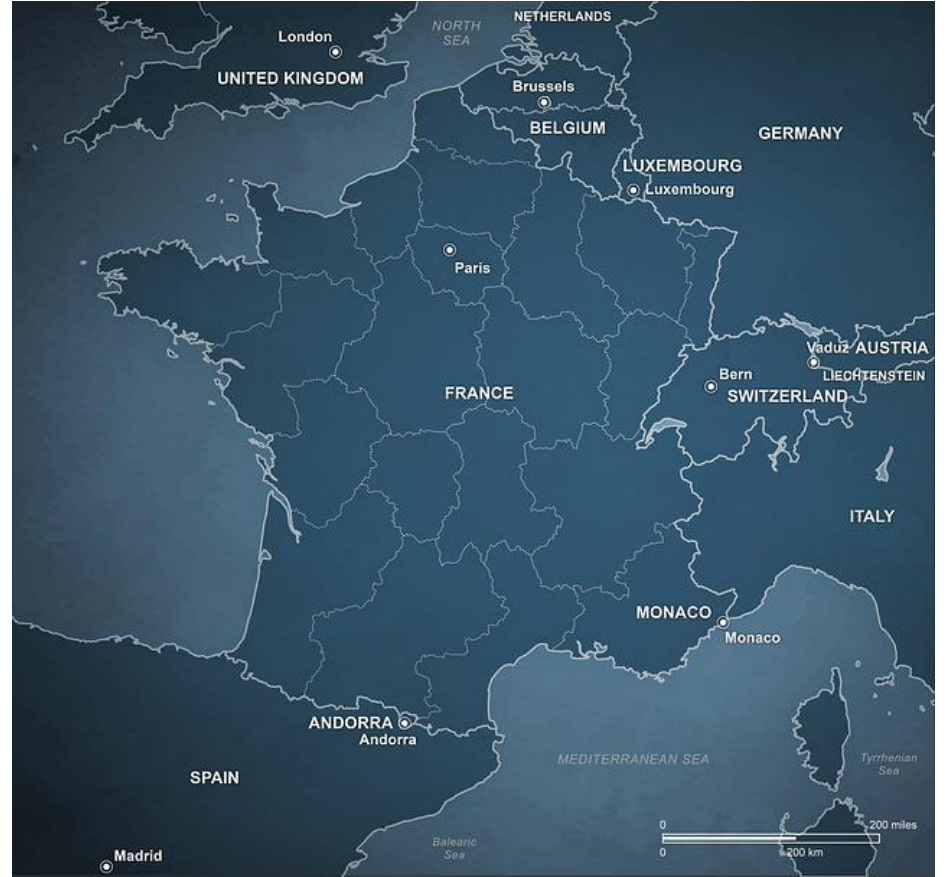 NETHERLANDS
NORTH
SEA
London
UNITED KINGDOM
Brussels
BELGIUM
GERMANY
LUXEMBOURG
Luxembourg
Paris
Vaduz AUSTRIA
LIECHTENSTEIN
Bern
SWITZERLAND
FRANCE
ITALY
MONACO
Monaco
ANDORRA
Andorra
MEDITERRANEAN SEA
Tyrrhenian
Sea
SPAIN
0 200 miles
0 200 km
Balearic
Sea
Madrid